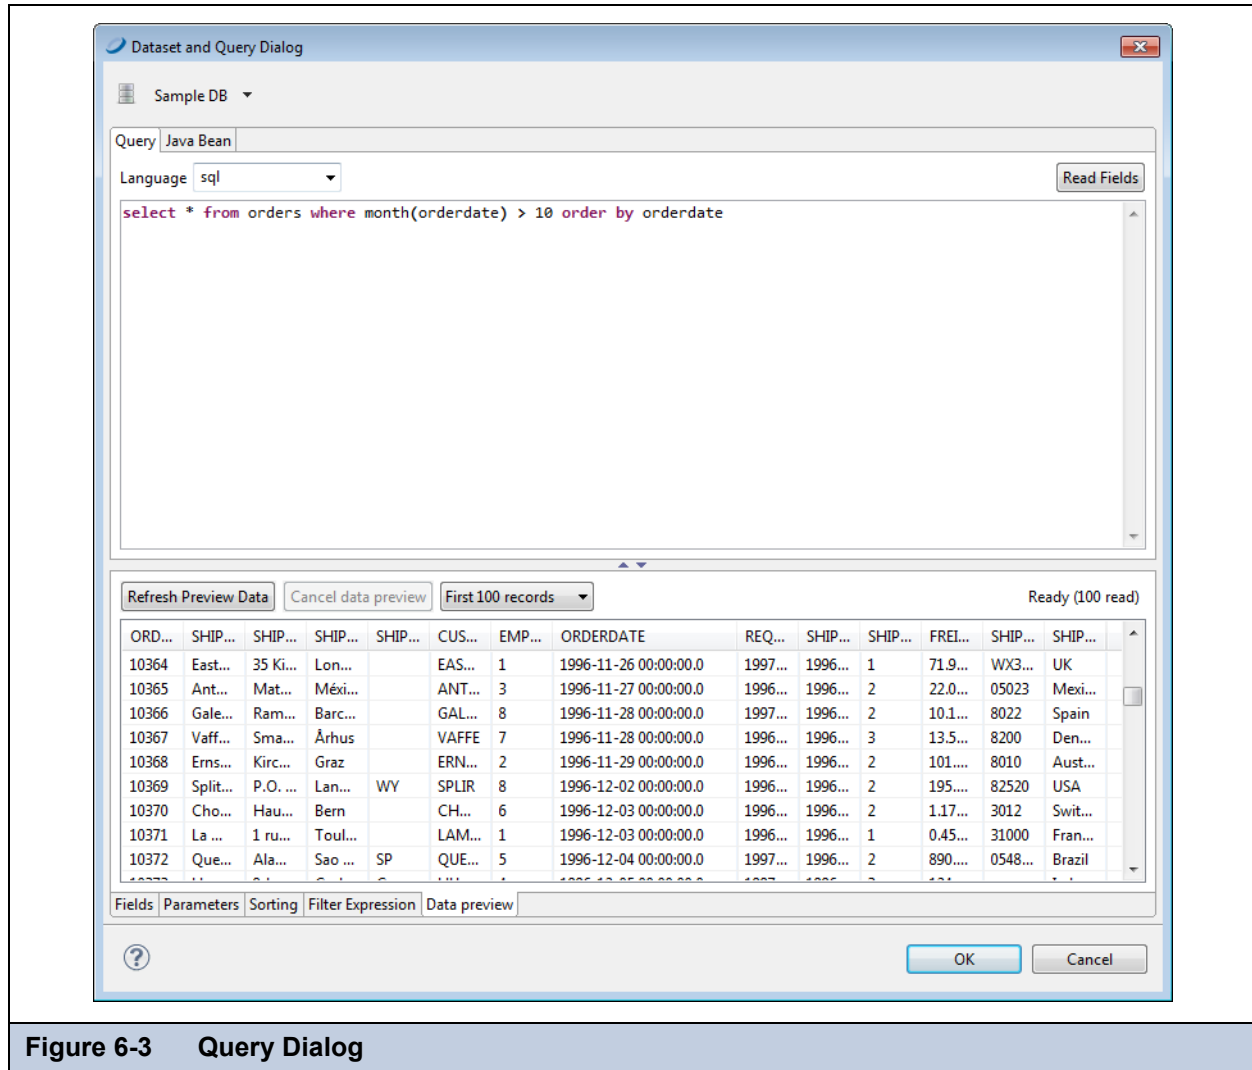 Dataset and Query Dialog
Sample DB
Query Java Bean
Language sql Read Fields
select * from orders where month(orderdate) > 10 order by orderdate
Refresh Preview Data Cancel data preview First 100 records Ready (100 read)
ORD... SHIP... SHIP... SHIP... SHIP... CUS... EMP... ORDERDATE REQ... SHIP... SHIP... FREI... SHIP... SHIP...
10364 East... 35 Ki... Lon... EAS... 1 1996-11-26 00:00:00.0 1997... 1996... 1 71.9... WX3... UK
10365 Ant... Mat... Méxi... ANT... 3 1996-11-27 00:00:00.0 1996... 1996... 2 22.0... 05023 Mexi...
10366 Gale... Ram... Barc... GAL... 8 1996-11-28 00:00:00.0 1997... 1996... 2 10.1... 8022 Spain
10367 Vaff... Sma... Århus VAFFE 7 1996-11-28 00:00:00.0 1996... 1996... 3 13.5... 8200 Den...
10368 Erns... Kirc... Graz ERN... 2 1996-11-29 00:00:00.0 1996... 1996... 2 101.... 8010 Aust...
10369 Split... P.O. ... Lan... WY SPLIR 8 1996-12-02 00:00:00.0 1996... 1996... 2 195.... 82520 USA
10370 Cho... Hau... Bern CH... 6 1996-12-03 00:00:00.0 1996... 1996... 2 1.17... 3012 Swit...
10371 La ... 1 ru... Toul... LAM... 1 1996-12-03 00:00:00.0 1996... 1996... 1 0.45... 31000 Fran...
10372 Que... Ala... Sao ... SP QUE... 5 1996-12-04 00:00:00.0 1997... 1996... 2 890.... 0548... Brazil
Fields Parameters Sorting Filter Expression Data preview
OK Cancel
Figure 6-3 Query Dialog